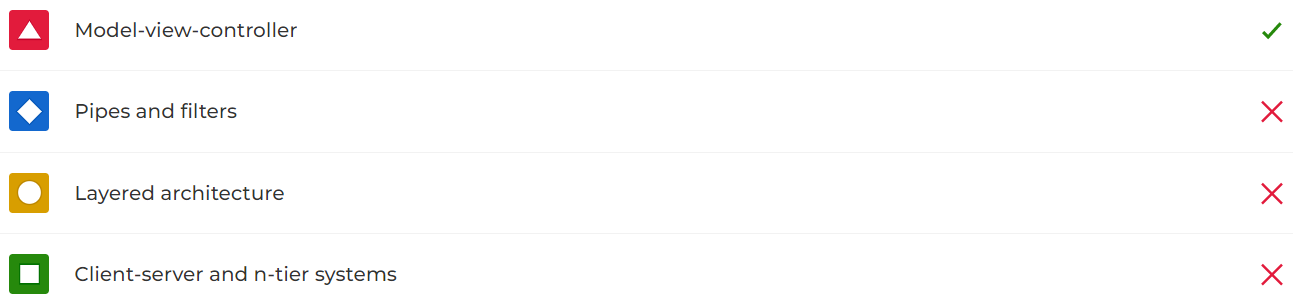 Model-view-controller
Pipes and filters
Layered architecture
Client-server and n-tier systems